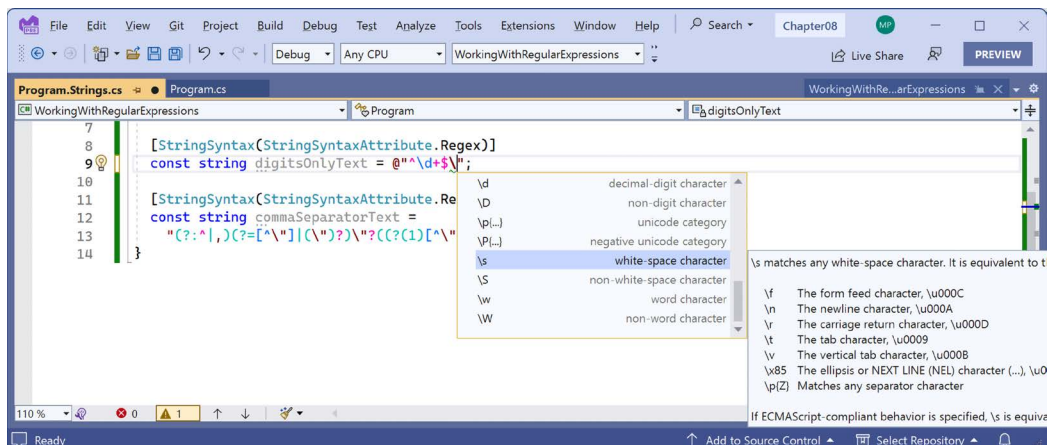 File Edit View Git Project Build Debug Test Analyze Tools Extensions Window Help Search Chapter08 MP
Debug Any CPU WorkingWithRegularExpressions Live Share PREVIEW
Program.Strings.cs Program.cs WorkingWithRe...arExpressions
C# WorkingWithRegularExpressions Program digitsOnlyText
7
8 [StringSyntax(StringSyntaxAttribute.Regex)]
9 const string digitsOnlyText = @"^\d+$\";
10
11 [StringSyntax(StringSyntaxAttribute.Re
12 const string commaSeparatorText =
13 "(?:^|,)(?=[^\"]|(\")?)\"?((?(1)[^\"
14 }
\d decimal-digit character
\D non-digit character
\p{...} unicode category
\P{...} negative unicode category
\s white-space character
\S non-white-space character
\w word character
\W non-word character
\s matches any white-space character. It is equivalent to t
\f The form feed character, \u000C
\n The newline character, \u000A
\r The carriage return character, \u000D
\t The tab character, \u0009
\v The vertical tab character, \u000B
\x85 The ellipsis or NEXT LINE (NEL) character (...), \u0
\p{Z} Matches any separator character
If ECMAScript-compliant behavior is specified, \s is equiva
110 % 0 1
Ready Add to Source Control Select Repository